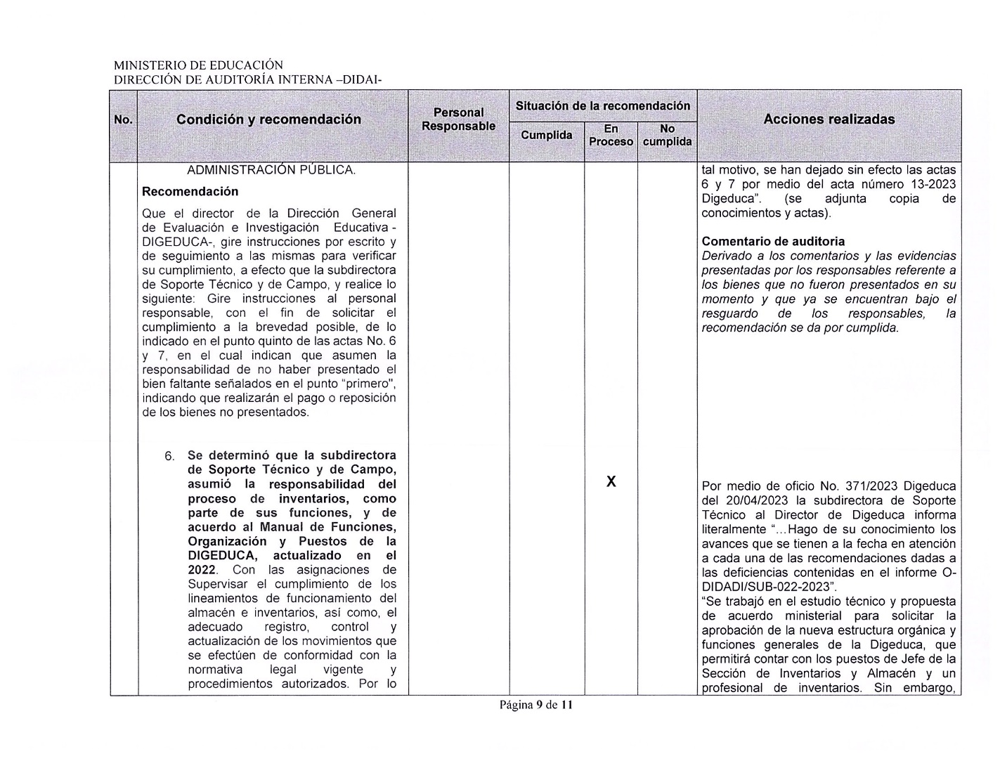 MINISTERIO DE EDUCACIÓN
DIRECCIÓN DE AUDITORÍA INTERNA –DIDAI-
No.
Condición y recomendación
Personal
Responsable
Situación de la recomendación
Cumplida
En
Proceso
No
cumplida
Acciones realizadas
ADMINISTRACIÓN PÚBLICA.
Recomendación
Que el director de la Dirección General
de Evaluación e Investigación Educativa -
DIGEDUCA-, gire instrucciones por escrito y
de seguimiento a las mismas para verificar
su cumplimiento, a efecto que la subdirectora
de Soporte Técnico y de Campo, y realice lo
siguiente: Gire instrucciones al personal
responsable, con el fin de solicitar el
cumplimiento a la brevedad posible, de lo
indicado en el punto quinto de las actas No. 6
y 7, en el cual indican que asumen la
responsabilidad de no haber presentado el
bien faltante señalados en el punto “primero”,
indicando que realizarán el pago o reposición
de los bienes no presentados.
6. Se determinó que la subdirectora
de Soporte Técnico y de Campo,
asumió la responsabilidad del
proceso de inventarios, como
parte de sus funciones, y de
acuerdo al Manual de Funciones,
Organización y Puestos de la
DIGEDUCA, actualizado en el
2022. Con las asignaciones de
Supervisar el cumplimiento de los
lineamientos de funcionamiento del
almacén e inventarios, así como, el
adecuado registro, control y
actualización de los movimientos que
se efectúen de conformidad con la
normativa legal vigente y
procedimientos autorizados. Por lo
X
tal motivo, se han dejado sin efecto las actas
6 y 7 por medio del acta número 13-2023
Digeduca”. (se adjunta copia de
conocimientos y actas).
Comentario de auditoria
Derivado a los comentarios y las evidencias
presentadas por los responsables referente a
los bienes que no fueron presentados en su
momento y que ya se encuentran bajo el
resguardo de los responsables, la
recomendación se da por cumplida.
Por medio de oficio No. 371/2023 Digeduca
del 20/04/2023 la subdirectora de Soporte
Técnico al Director de Digeduca informa
literalmente “…Hago de su conocimiento los
avances que se tienen a la fecha en atención
a cada una de las recomendaciones dadas a
las deficiencias contenidas en el informe O-
DIDADI/SUB-022-2023”.
“Se trabajó en el estudio técnico y propuesta
de acuerdo ministerial para solicitar la
aprobación de la nueva estructura orgánica y
funciones generales de la Digeduca, que
permitirá contar con los puestos de Jefe de la
Sección de Inventarios y Almacén y un
profesional de inventarios. Sin embargo,
Página 9 de 11